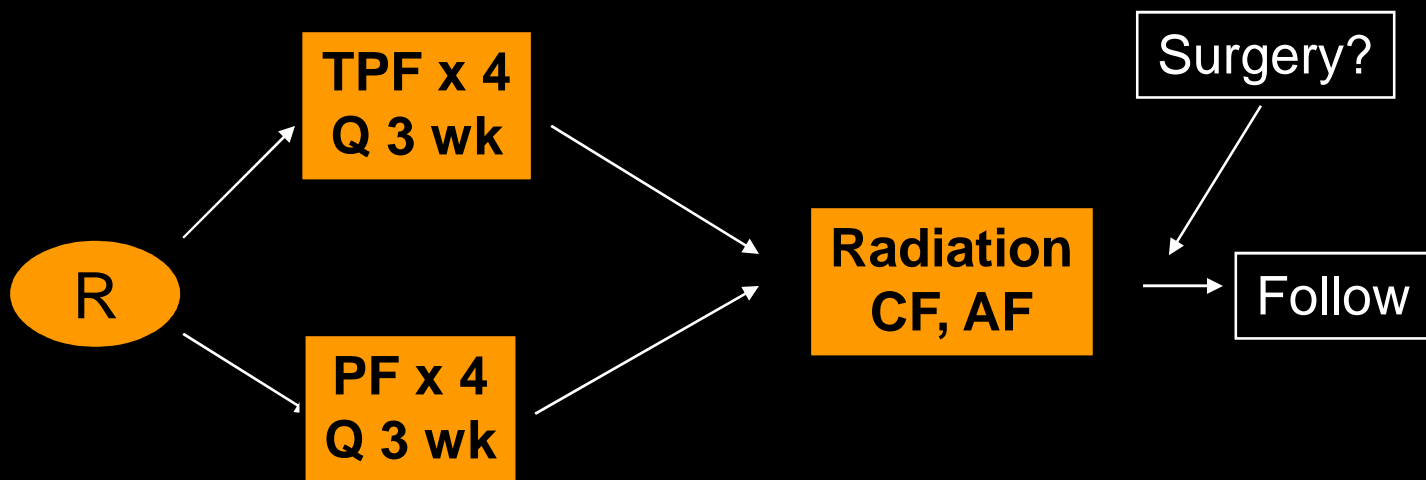 R
TPF x 4
Q 3 wk
PF x 4
Q 3 wk
Radiation
CF, AF
Surgery?
Follow